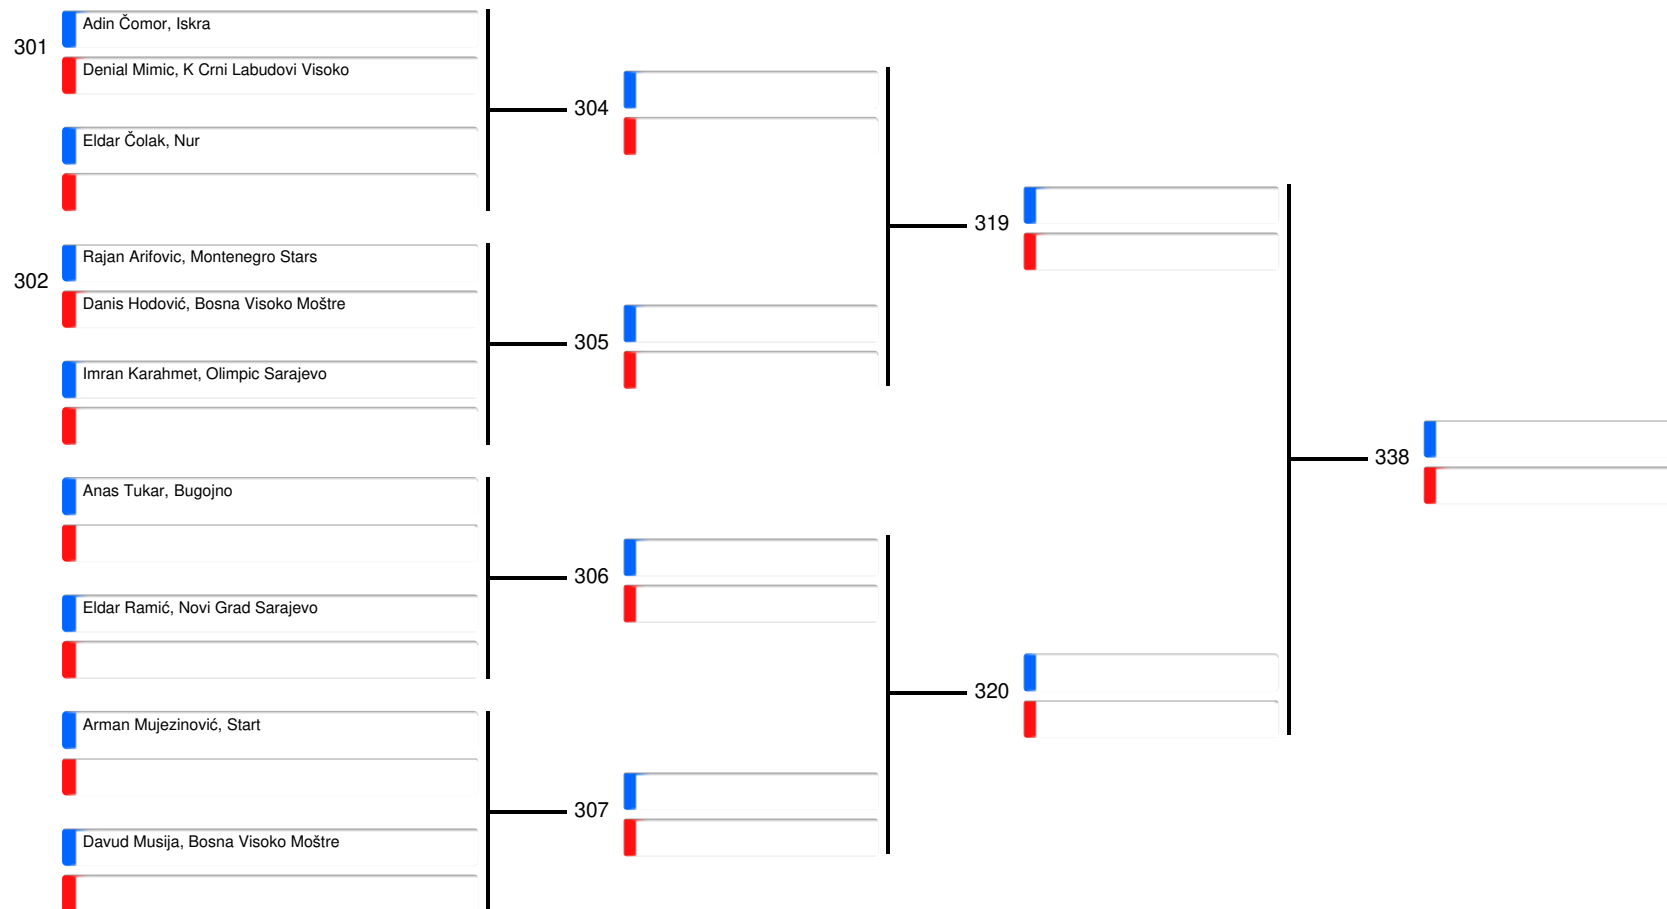 301
Adin Čomor, Iskra
Denial Mimic, K Crni Labudovi Visoko
Eldar Čolak, Nur
302
Rajan Arifovic, Montenegro Stars
Danis Hodović, Bosna Visoko Moštre
Imran Karahmet, Olimpic Sarajevo
Anas Tukar, Bugojno
Eldar Ramić, Novi Grad Sarajevo
Arman Mujezinović, Start
Davud Musija, Bosna Visoko Moštre
304
305
306
307
319
320
338